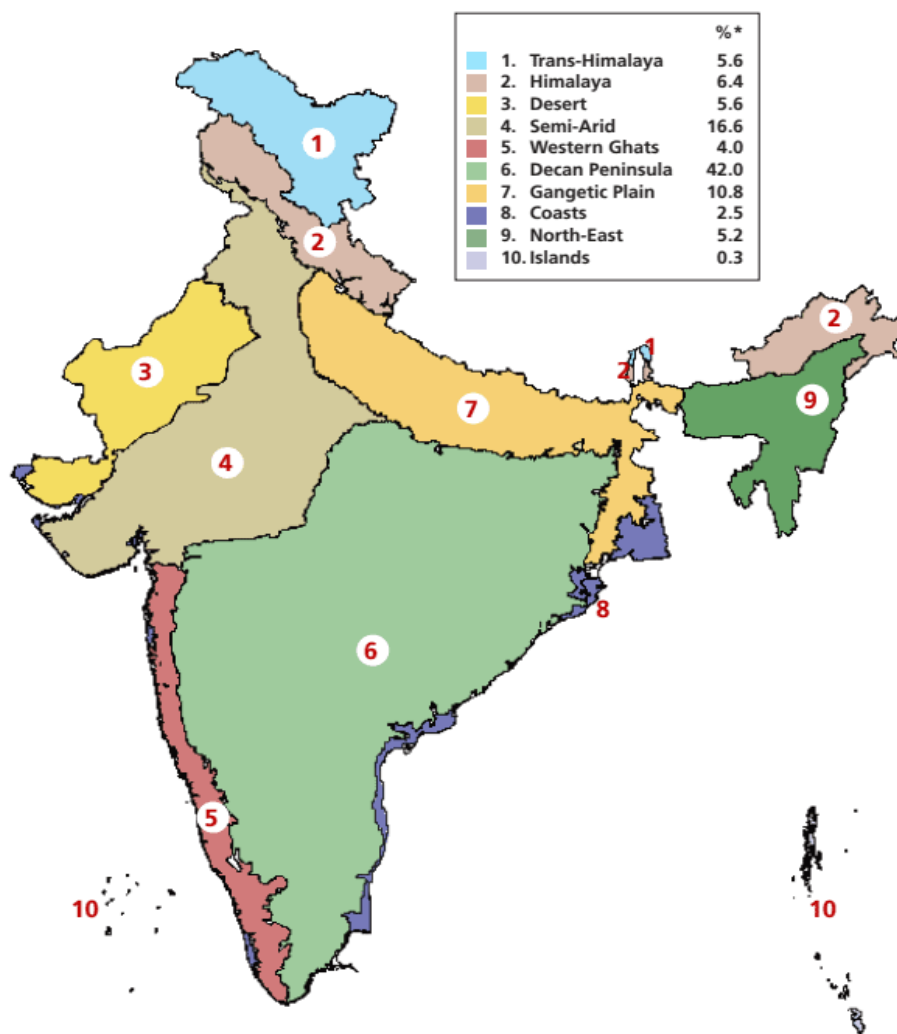 %*
1. Trans-Himalaya 5.6
2. Himalaya 6.4
3. Desert 5.6
4. Semi-Arid 16.6
5. Western Ghats 4.0
6. Decan Peninsula 42.0
7. Gangetic Plain 10.8
8. Coasts 2.5
9. North-East 5.2
10. Islands 0.3
1
2
2
1
2
3
7
9
4
8
6
5
10
10